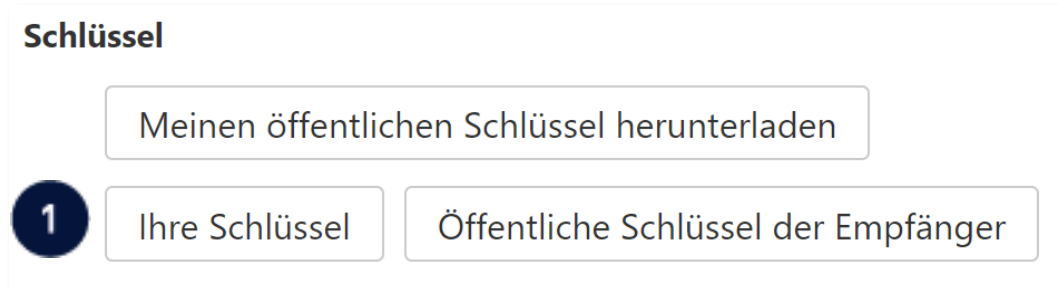 Schlüssel
Meinen öffentlichen Schlüssel herunterladen
1 Ihre Schlüssel Öffentliche Schlüssel der Empfänger